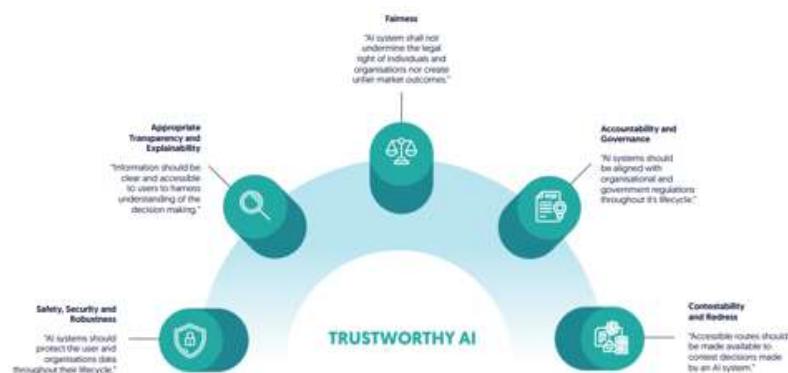 Fairness
"AI system shall not
undermine the legal
right of individuals and
organisations nor create
unfair market outcomes."
Appropriate
Transparency and
Explainability
"Information should be
clear and accessible
to users to harness
understanding of the
decision making."
Accountability and
Governance
"AI systems should
be aligned with
organisational and
government regulations
throughout it's lifecycle."
Safety, Security and
Robustness
"AI systems should
protect the user and
organisations data
throughout their lifecycle."
TRUSTWORTHY AI
Contestability
and Redress
"Accessible routes should
be made available to
contest decisions made
by an AI system."